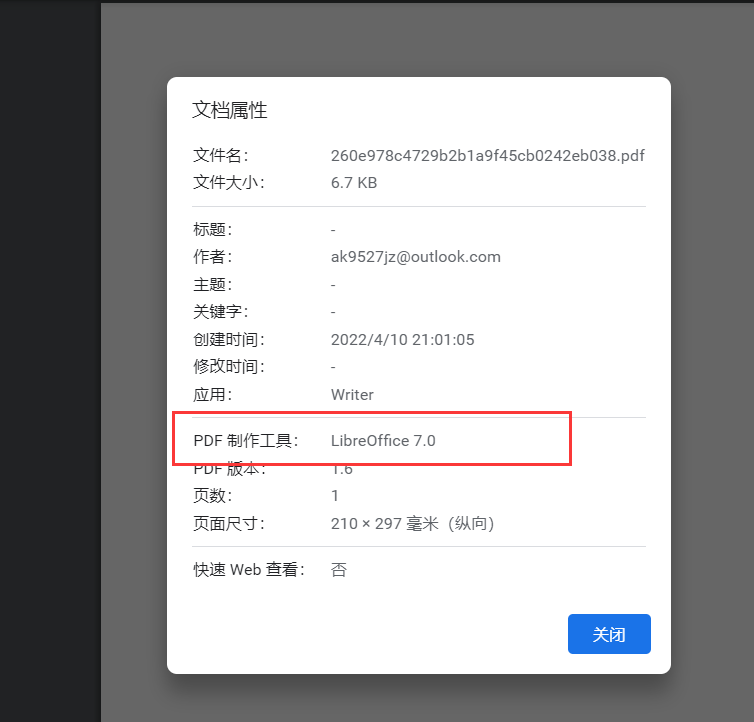 文档属性
文件名： 260e978c4729b2b1a9f45cb0242eb038.pdf
文件大小： 6.7 KB
标题： -
作者： ak9527jz@outlook.com
主题： -
关键字： -
创建时间： 2022/4/10 21:01:05
修改时间： -
应用： Writer
PDF 制作工具： LibreOffice 7.0
PDF 版本： 1.6
页数： 1
页面尺寸： 210 × 297 毫米（纵向）
快速 Web 查看： 否
关闭